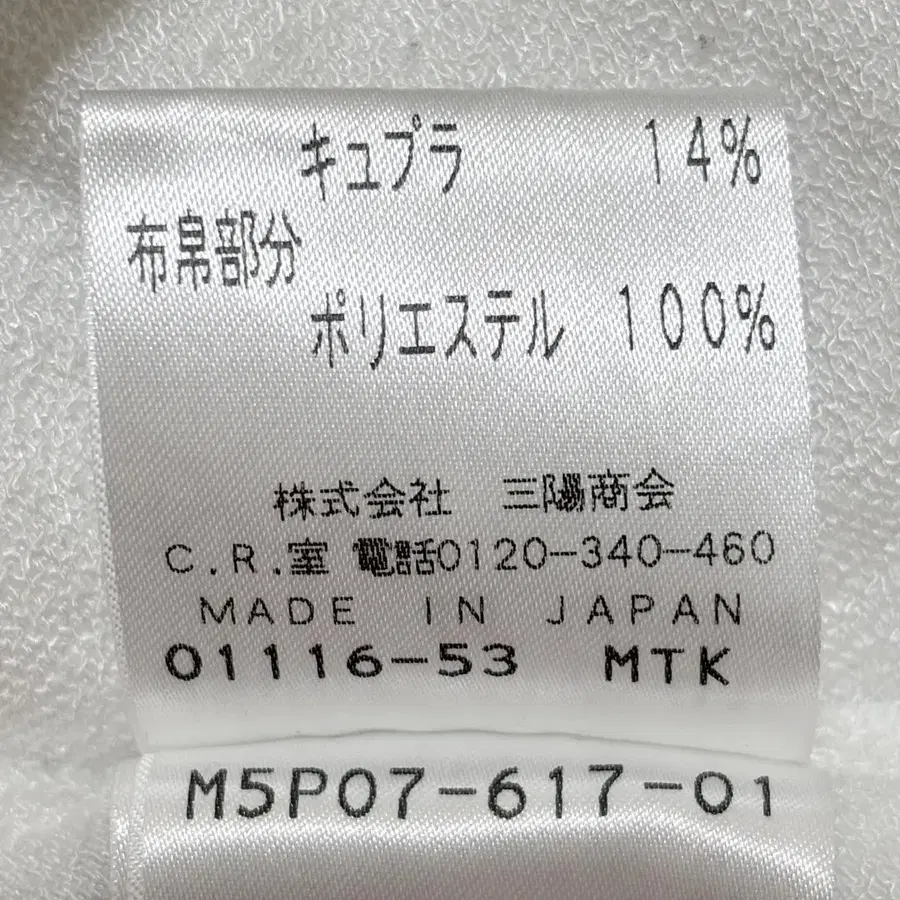 キュプラ 14%
布帛部分
ポリエステル 100%
株式会社 三陽商会
C.R.室 電話0120-340-460
MADE IN JAPAN
01116-53 MTK
M5P07-617-01